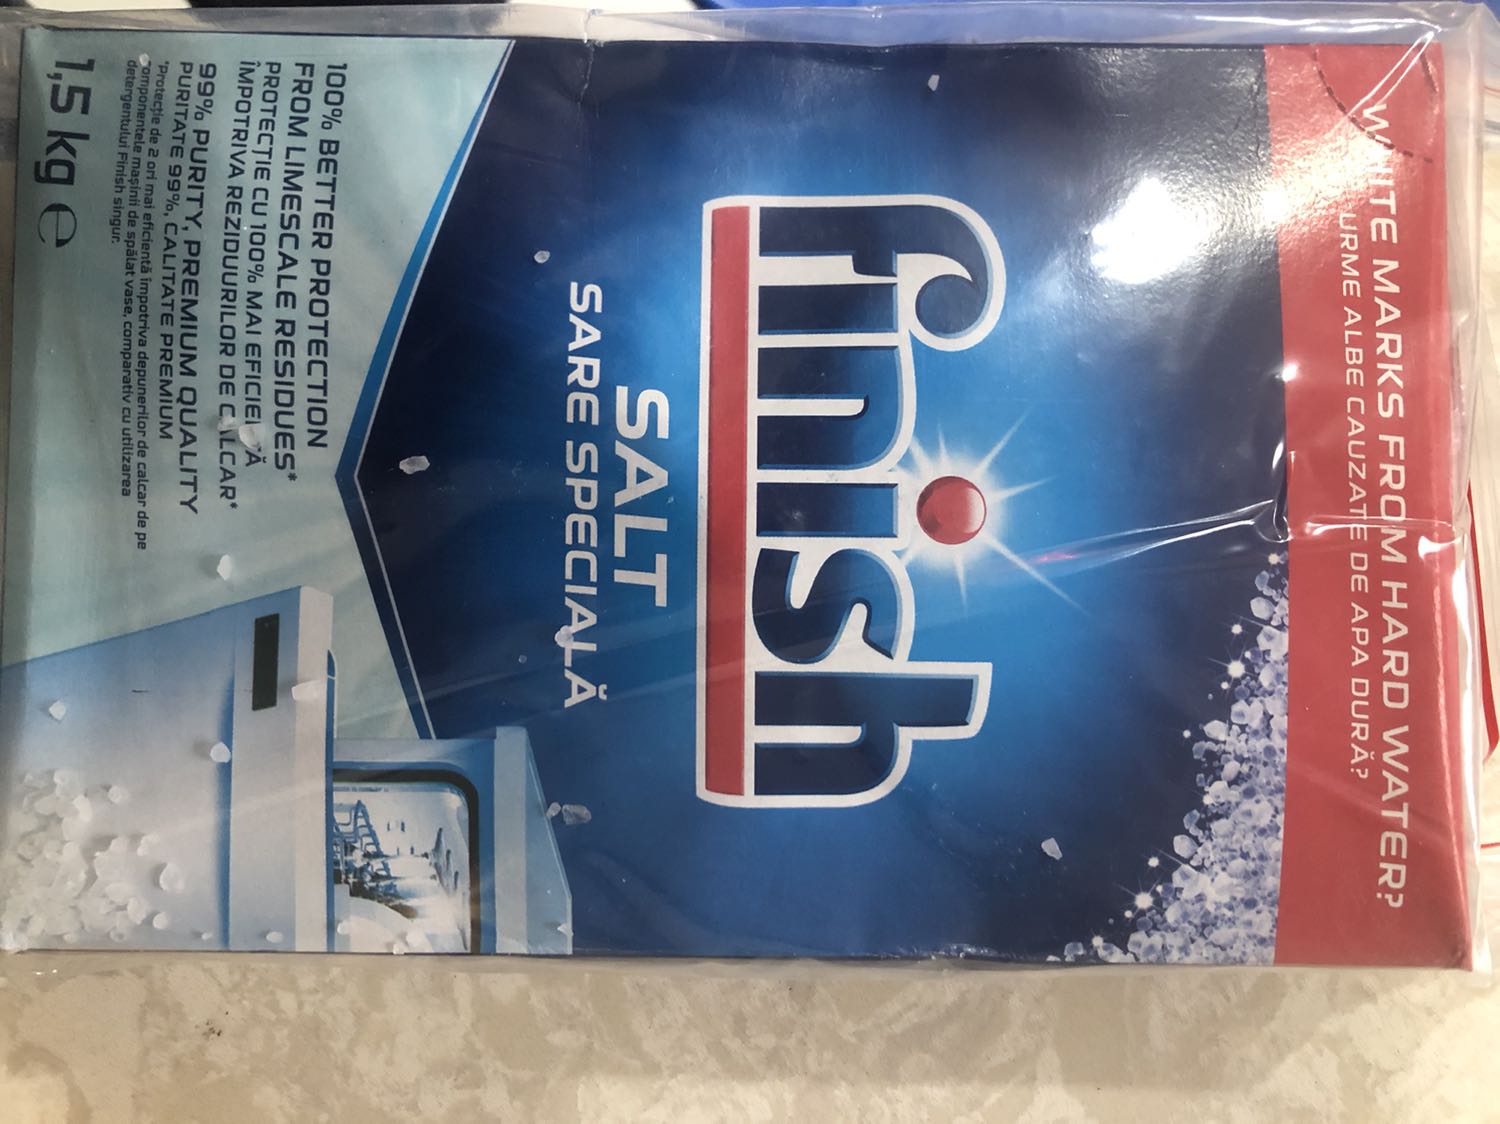 WHITE MARKS FROM HARD WATER?
URME ALBE CAUZATE DE APA DURĂ?
finish
SALT
SARE SPECIALĂ
100% BETTER PROTECTION
FROM LIMESCALE RESIDUES*
PROTECȚIE CU 100% MAI EFICIENTĂ
ÎMPOTRIVA REZIDUURILOR DE CALCAR*
99% PURITY, PREMIUM QUALITY
PURITATE 99%, CALITATE PREMIUM
*Protecție de 2 ori mai eficientă împotriva depunerilor de calcar de pe
componentele mașinii de spălat vase, comparativ cu utilizarea
detergentului Finish singur.
1,5 kg ℮